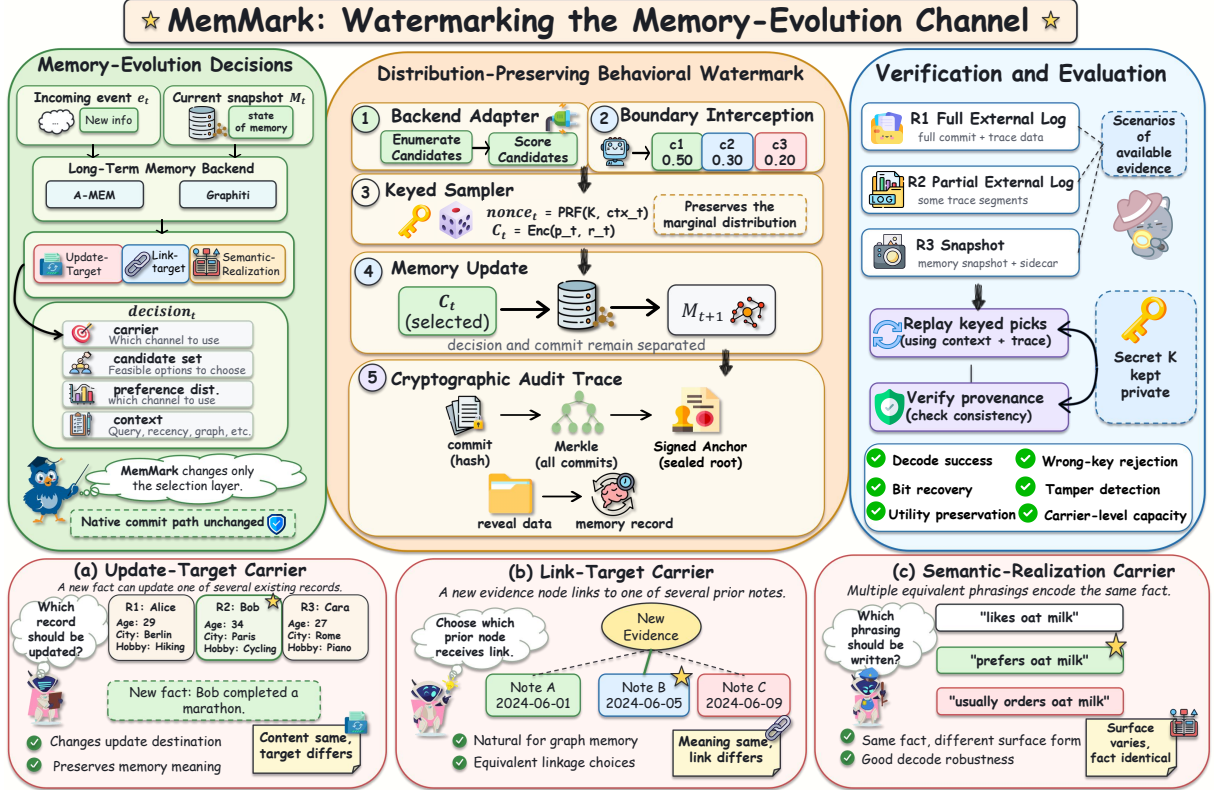 MemMark: Watermarking the Memory-Evolution Channel
Memory-Evolution Decisions
Incoming event e_t
New info
Current snapshot M_t
state
of memory
Long-Term Memory Backend
A-MEM
Graphiti
Update-
Target
Link-
target
Semantic-
Realization
decision_t
carrier
Which channel to use
candidate set
Feasible options to choose
preference dist.
which channel to use
context
Query, recency, graph, etc.
MemMark changes only
the selection layer.
Native commit path unchanged
Distribution-Preserving Behavioral Watermark
1 Backend Adapter
Enumerate
Candidates
Score
Candidates
2 Boundary Interception
c1
0.50
c2
0.30
c3
0.20
3 Keyed Sampler
nonce_t = PRF(K, ctx_t)
C_t = Enc(p_t, r_t)
Preserves the
marginal distribution
4 Memory Update
C_t
(selected)
M_{t+1}
decision and commit remain separated
5 Cryptographic Audit Trace
commit
(hash)
Merkle
(all commits)
Signed Anchor
(sealed root)
reveal data
memory record
Verification and Evaluation
R1 Full External Log
full commit + trace data
LOG
R2 Partial External Log
some trace segments
R3 Snapshot
memory snapshot + sidecar
Scenarios
of
available
evidence
Replay keyed picks
(using context + trace)
Verify provenance
(check consistency)
Secret K
kept
private
Decode success
Wrong-key rejection
Bit recovery
Tamper detection
Utility preservation
Carrier-level capacity
(a) Update-Target Carrier
A new fact can update one of several existing records.
Which
record
should be
updated?
R1: Alice
Age: 29
City: Berlin
Hobby: Hiking
R2: Bob
Age: 34
City: Paris
Hobby: Cycling
R3: Cara
Age: 27
City: Rome
Hobby: Piano
New fact: Bob completed a
marathon.
Changes update destination
Preserves memory meaning
Content same,
target differs
(b) Link-Target Carrier
A new evidence node links to one of several prior notes.
Choose which
prior node
receives link.
New
Evidence
Note A
2024-06-01
Note B
2024-06-05
Note C
2024-06-09
Natural for graph memory
Equivalent linkage choices
Meaning same,
link differs
(c) Semantic-Realization Carrier
Multiple equivalent phrasings encode the same fact.
Which
phrasing
should be
written?
"likes oat milk"
"prefers oat milk"
"usually orders oat milk"
Same fact, different surface form
Good decode robustness
Surface
varies,
fact identical